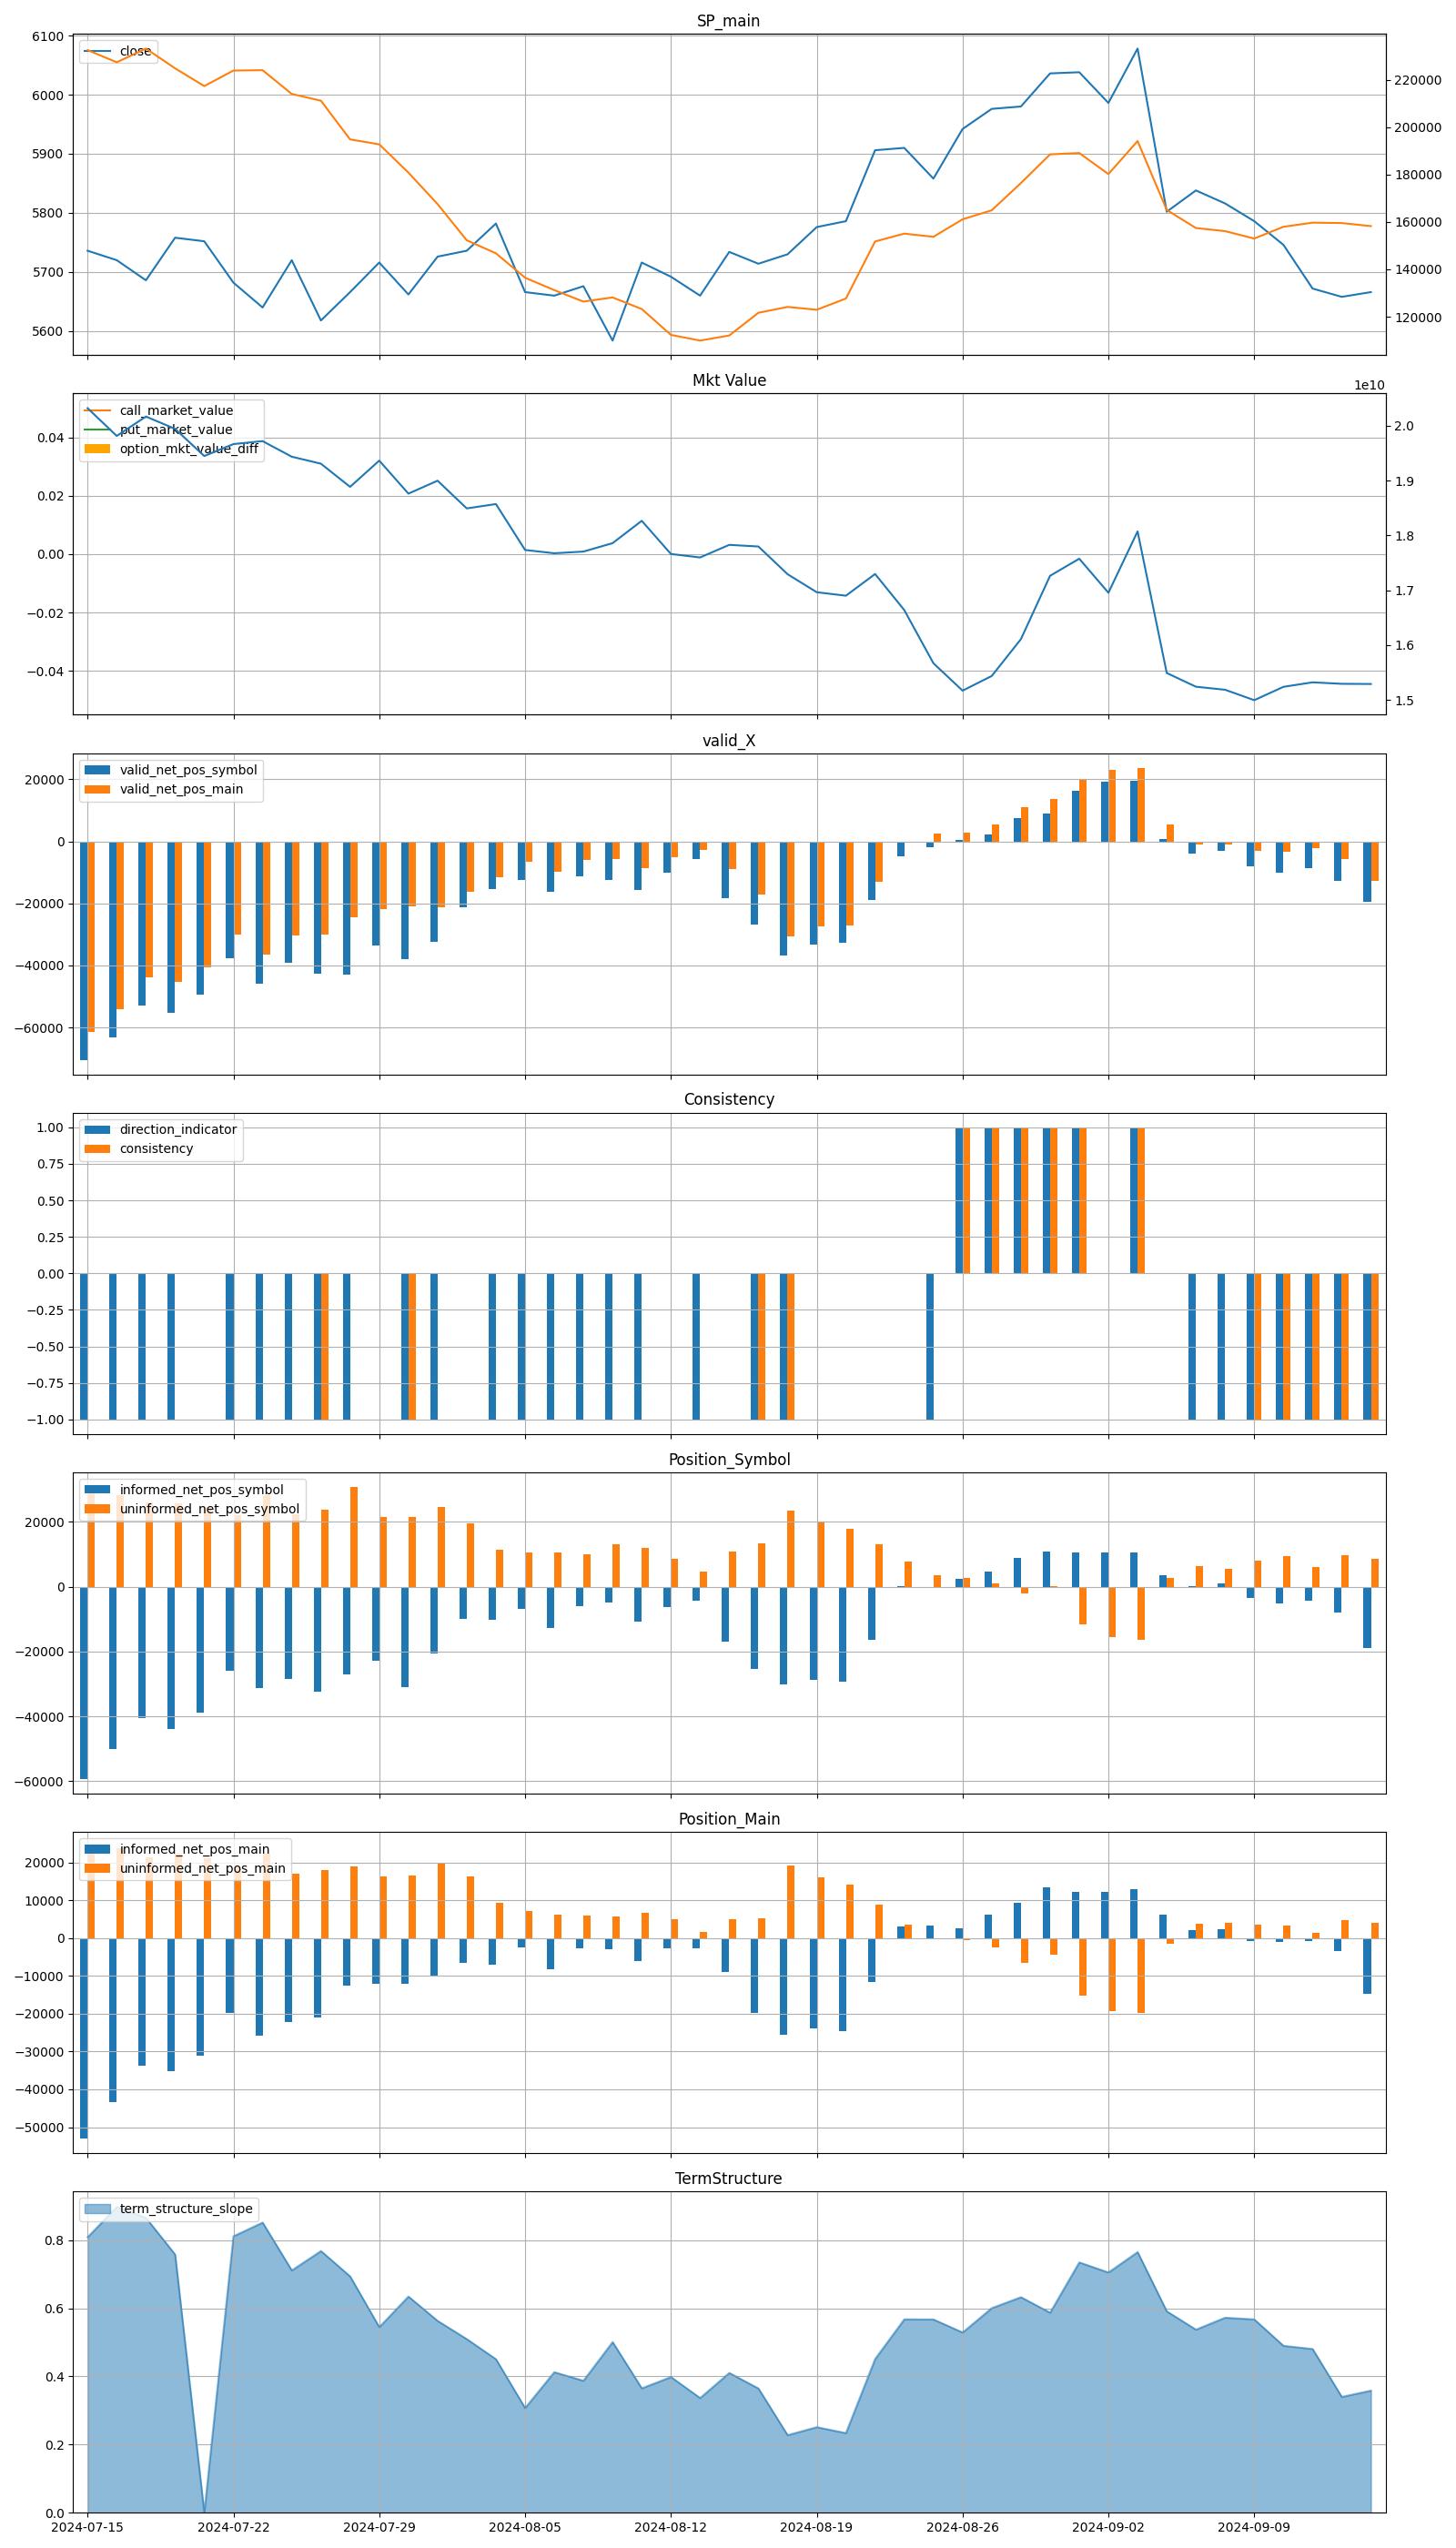 SP_main
6100
6000
5900
5800
5700
5600
close
220000
200000
180000
160000
140000
120000
Mkt Value
1e10
0.04
0.02
0.00
−0.02
−0.04
call_market_value
put_market_value
option_mkt_value_diff
2.0
1.9
1.8
1.7
1.6
1.5
valid_X
20000
0
−20000
−40000
−60000
valid_net_pos_symbol
valid_net_pos_main
Consistency
1.00
0.75
0.50
0.25
0.00
−0.25
−0.50
−0.75
−1.00
direction_indicator
consistency
Position_Symbol
20000
0
−20000
−40000
−60000
informed_net_pos_symbol
uninformed_net_pos_symbol
Position_Main
20000
10000
0
−10000
−20000
−30000
−40000
−50000
informed_net_pos_main
uninformed_net_pos_main
TermStructure
0.8
0.6
0.4
0.2
0.0
term_structure_slope
2024-07-15 2024-07-22 2024-07-29 2024-08-05 2024-08-12 2024-08-19 2024-08-26 2024-09-02 2024-09-09